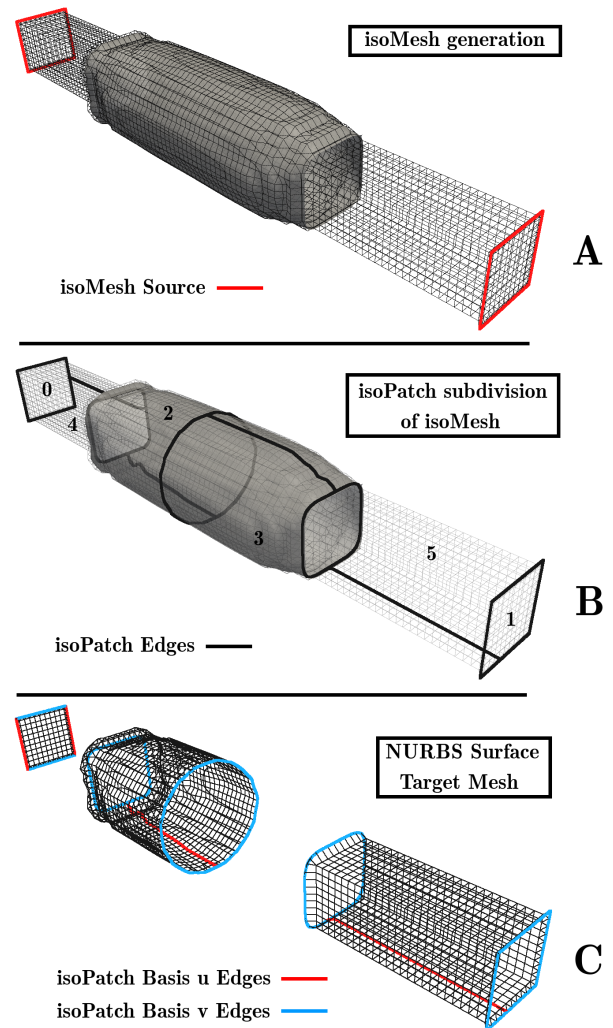 isoMesh generation
A
isoMesh Source
0
2
4
isoPatch subdivision
of isoMesh
3
5
1
B
isoPatch Edges
NURBS Surface
Target Mesh
C
isoPatch Basis u Edges
isoPatch Basis v Edges